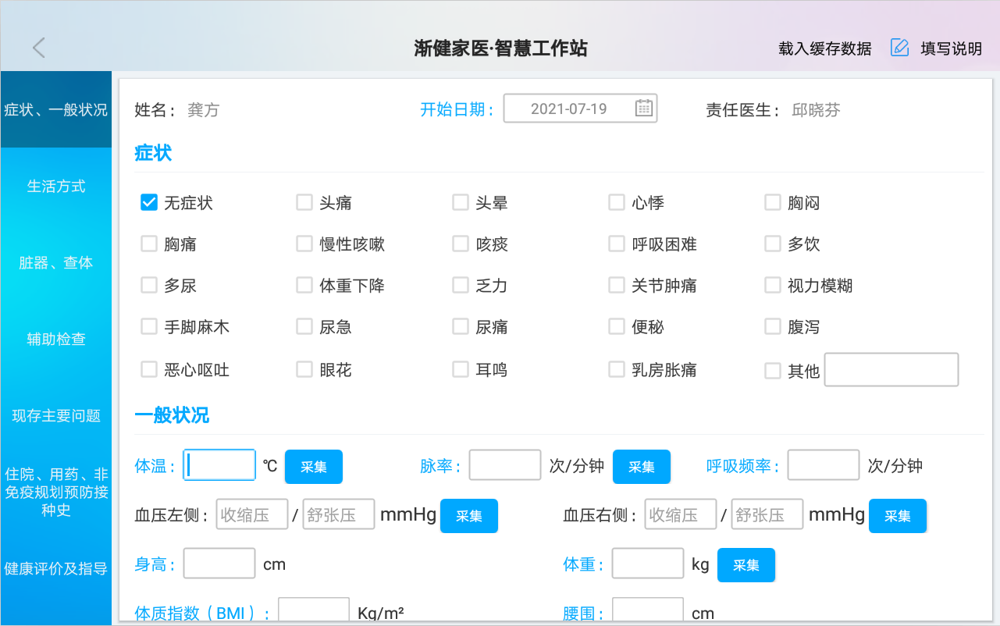 渐健家医·智慧工作站
载入缓存数据
填写说明
症状、一般状况
生活方式
脏器、查体
辅助检查
现存主要问题
住院、用药、非
免疫规划预防接
种史
健康评价及指导
姓名： 龚方 开始日期： 2021-07-19 责任医生： 邱晓芬
症状
无症状 头痛 头晕 心悸 胸闷
胸痛 慢性咳嗽 咳痰 呼吸困难 多饮
多尿 体重下降 乏力 关节肿痛 视力模糊
手脚麻木 尿急 尿痛 便秘 腹泻
恶心呕吐 眼花 耳鸣 乳房胀痛 其他
一般状况
体温： ℃ 采集 脉率： 次/分钟 采集 呼吸频率： 次/分钟
血压左侧： 收缩压 / 舒张压 mmHg 采集 血压右侧： 收缩压 / 舒张压 mmHg 采集
身高： cm 体重： kg 采集
体质指数（BMI）： Kg/m² 腰围： cm